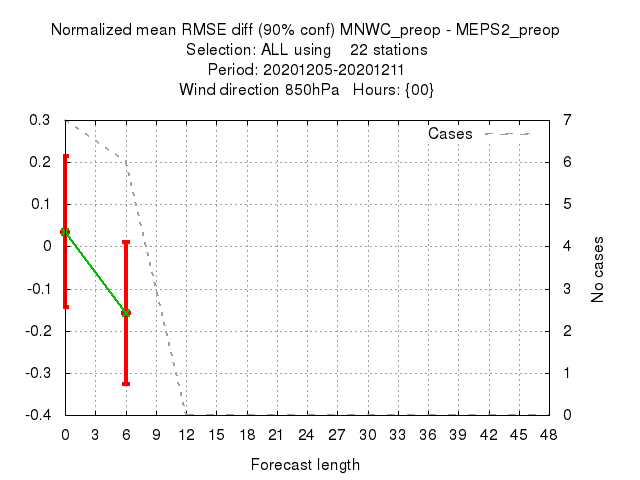 Normalized mean RMSE diff (90% conf) MNWC_preop - MEPS2_preop
Selection: ALL using 22 stations
Period: 20201205-20201211
Wind direction 850hPa Hours: {00}
Cases
0.3
0.2
0.1
0
-0.1
-0.2
-0.3
-0.4
7
6
5
4
3
2
1
0
No cases
0 3 6 9 12 15 18 21 24 27 30 33 36 39 42 45 48
Forecast length